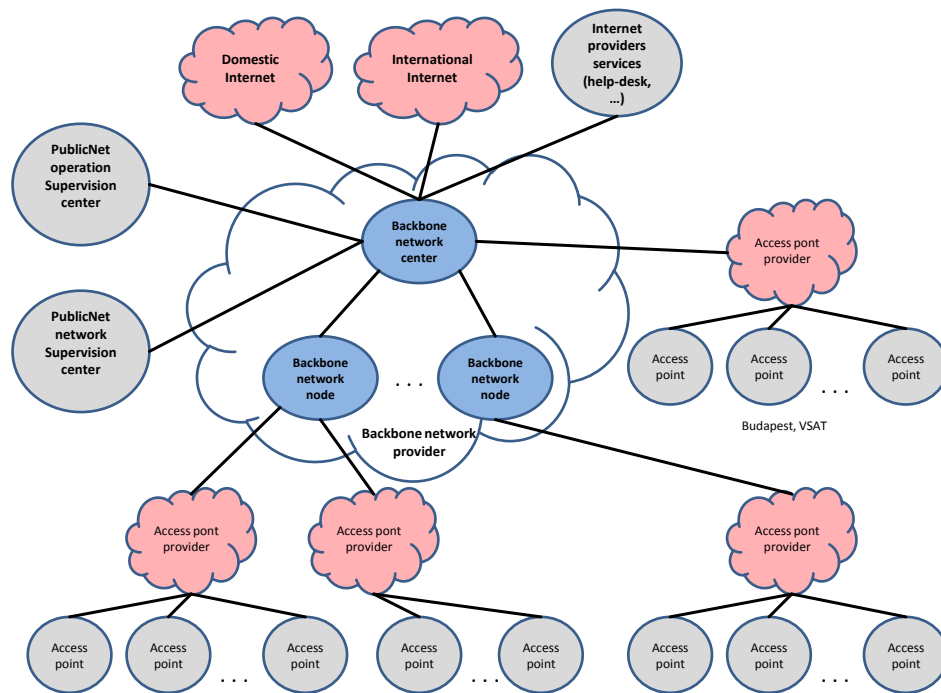 Domestic
Internet
International
Internet
Internet
providers
services
(help-desk,
...)
PublicNet
operation
Supervision
center
Backbone
network
center
Access pont
provider
PublicNet
network
Supervision
center
Access
point
Access
point
. . .
Access
point
Budapest, VSAT
Backbone
network
node
. . .
Backbone
network
node
Backbone network
provider
Access pont
provider
Access pont
provider
Access pont
provider
Access
point
Access
point
. . .
Access
point
Access
point
. . .
Access
point
Access
point
Access
point
. . .
Access
point